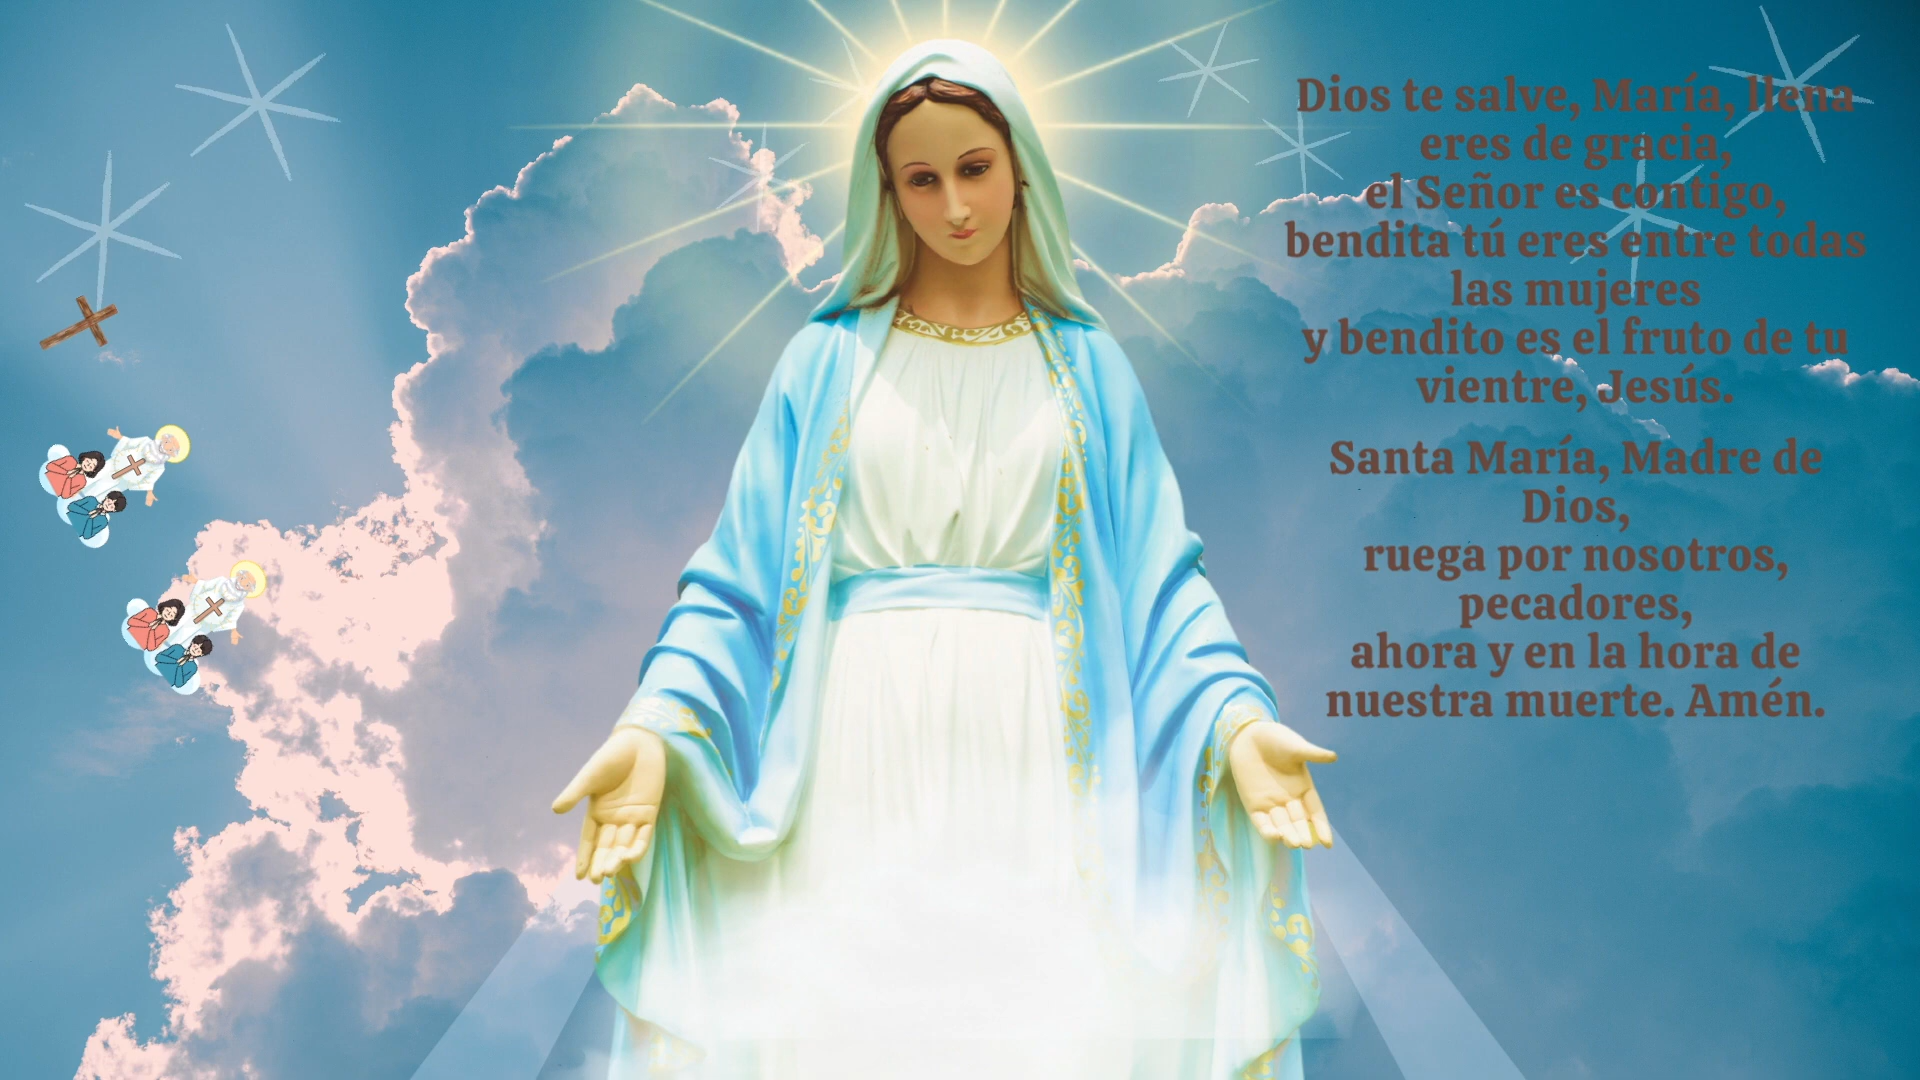 Dios te salve, María, llena
eres de gracia,
el Señor es contigo,
bendita tú eres entre todas
las mujeres
y bendito es el fruto de tu
vientre, Jesús.
Santa María, Madre de
Dios,
ruega por nosotros,
pecadores,
ahora y en la hora de
nuestra muerte. Amén.